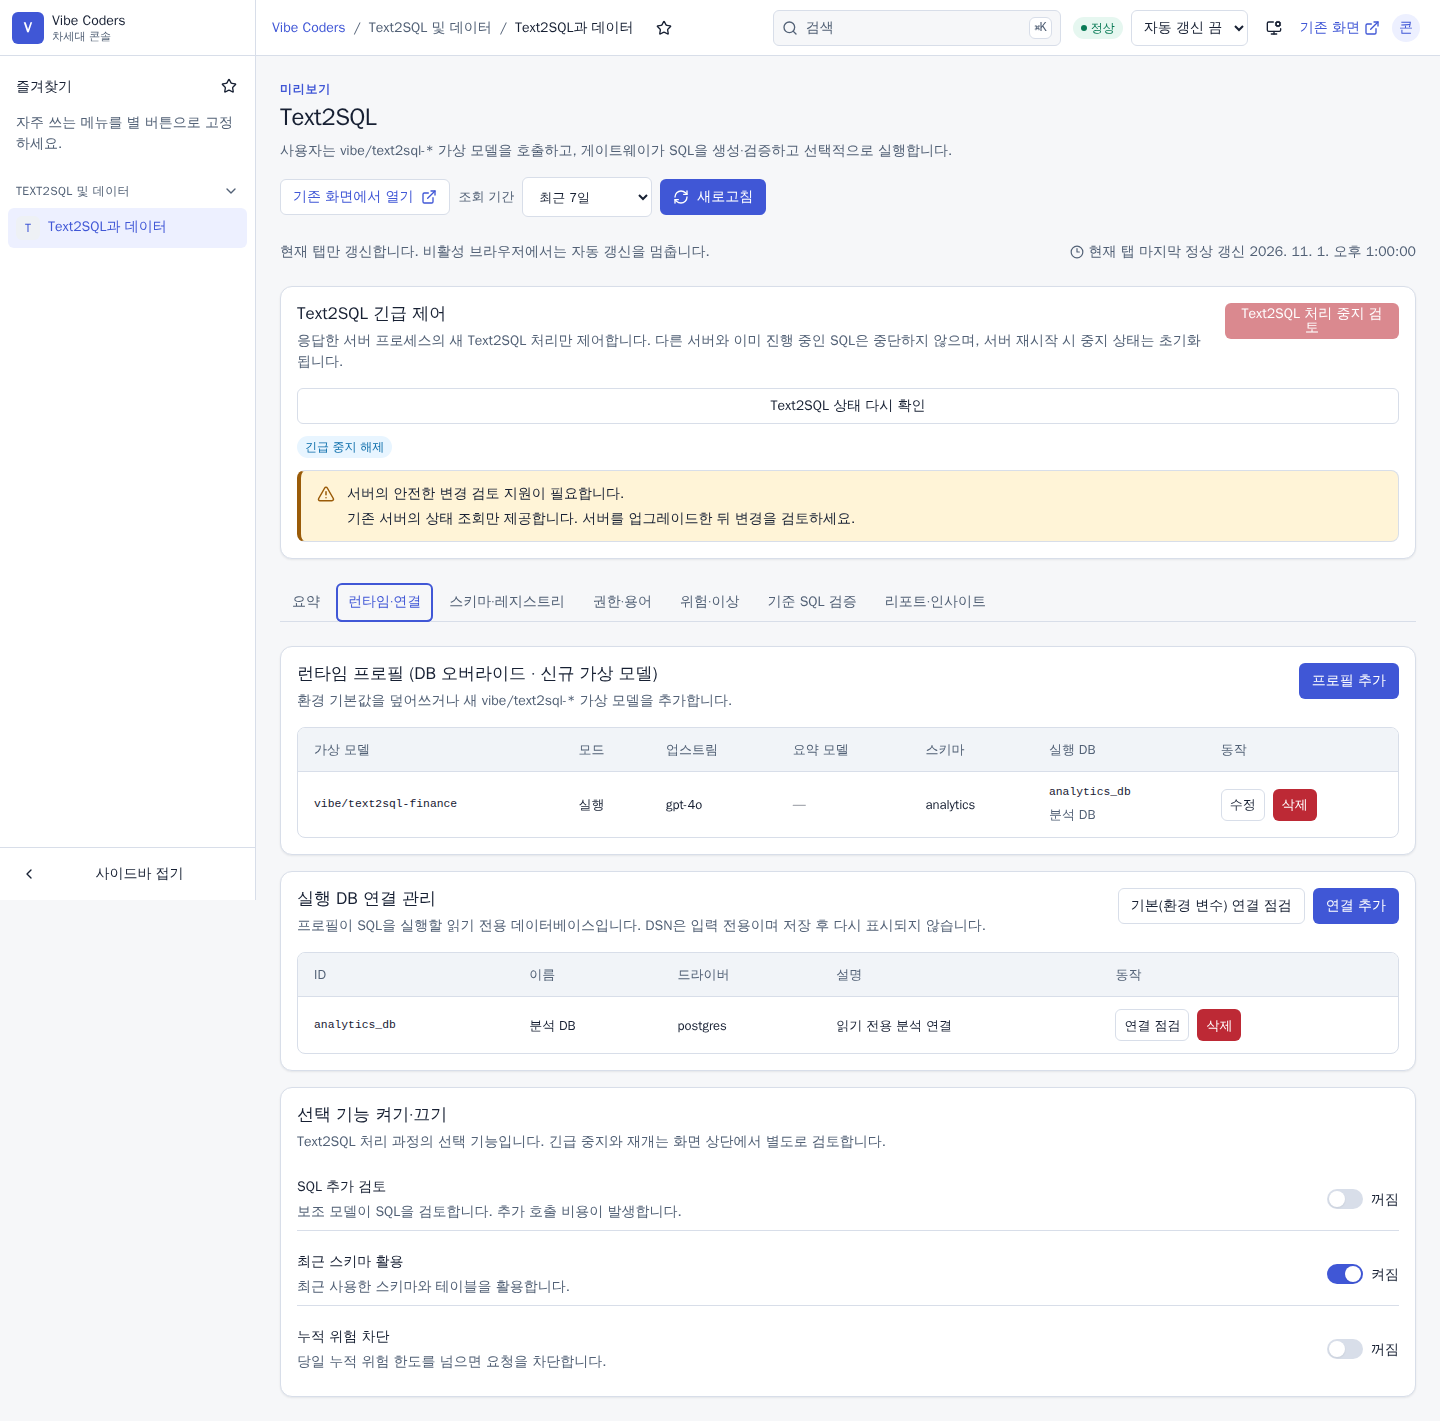 V
Vibe Coders
차세대 콘솔
Vibe Coders / Text2SQL 및 데이터 / Text2SQL과 데이터
검색
⌘K
정상
자동 갱신 끔
기존 화면
콘
즐겨찾기
자주 쓰는 메뉴를 별 버튼으로 고정
하세요.
TEXT2SQL 및 데이터
T Text2SQL과 데이터
사이드바 접기
미리보기
Text2SQL
사용자는 vibe/text2sql-* 가상 모델을 호출하고, 게이트웨이가 SQL을 생성·검증하고 선택적으로 실행합니다.
기존 화면에서 열기
조회 기간
최근 7일
새로고침
현재 탭만 갱신합니다. 비활성 브라우저에서는 자동 갱신을 멈춥니다.
현재 탭 마지막 정상 갱신 2026. 11. 1. 오후 1:00:00
Text2SQL 긴급 제어
응답한 서버 프로세스의 새 Text2SQL 처리만 제어합니다. 다른 서버와 이미 진행 중인 SQL은 중단하지 않으며, 서버 재시작 시 중지 상태는 초기화
됩니다.
Text2SQL 처리 중지 검
토
Text2SQL 상태 다시 확인
긴급 중지 해제
서버의 안전한 변경 검토 지원이 필요합니다.
기존 서버의 상태 조회만 제공합니다. 서버를 업그레이드한 뒤 변경을 검토하세요.
요약 런타임·연결 스키마·레지스트리 권한·용어 위험·이상 기준 SQL 검증 리포트·인사이트
런타임 프로필 (DB 오버라이드 · 신규 가상 모델)
환경 기본값을 덮어쓰거나 새 vibe/text2sql-* 가상 모델을 추가합니다.
프로필 추가
가상 모델 모드 업스트림 요약 모델 스키마 실행 DB 동작
vibe/text2sql-finance 실행 gpt-4o — analytics analytics_db
분석 DB
수정 삭제
실행 DB 연결 관리
프로필이 SQL을 실행할 읽기 전용 데이터베이스입니다. DSN은 입력 전용이며 저장 후 다시 표시되지 않습니다.
기본(환경 변수) 연결 점검
연결 추가
ID 이름 드라이버 설명 동작
analytics_db 분석 DB postgres 읽기 전용 분석 연결 연결 점검 삭제
선택 기능 켜기·끄기
Text2SQL 처리 과정의 선택 기능입니다. 긴급 중지와 재개는 화면 상단에서 별도로 검토합니다.
SQL 추가 검토
보조 모델이 SQL을 검토합니다. 추가 호출 비용이 발생합니다.
꺼짐
최근 스키마 활용
최근 사용한 스키마와 테이블을 활용합니다.
켜짐
누적 위험 차단
당일 누적 위험 한도를 넘으면 요청을 차단합니다.
꺼짐